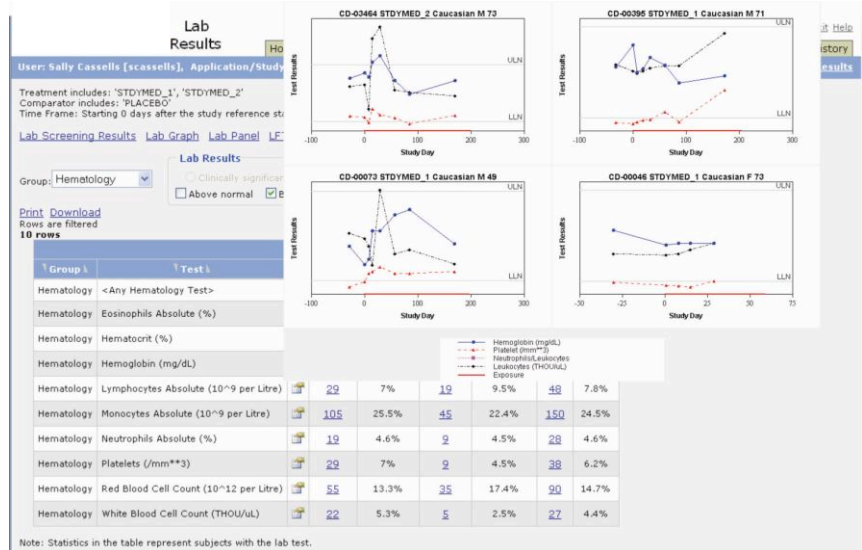 Lab
Results
Ho
it Help
istory
User: Sally Cassells [scassells], Application/Study
esults
Treatment includes: 'STDYMED_1', 'STDYMED_2'
Comparator includes: 'PLACEBO'
Time Frame: Starting 0 days after the study reference sta
Lab Screening Results Lab Graph Lab Panel LFT
Lab Results
Group: Hematology
Clinically significan
Above normal B
Print Download
Rows are filtered
10 rows
Group Test
Hematology <Any Hematology Test>
Hematology Eosinophils Absolute (%)
Hematology Hematocrit (%)
Hematology Hemoglobin (mg/dL)
Hematology Lymphocytes Absolute (10^9 per Litre) 29 7% 19 9.5% 48 7.8%
Hematology Monocytes Absolute (10^9 per Litre) 105 25.5% 45 22.4% 150 24.5%
Hematology Neutrophils Absolute (%) 19 4.6% 9 4.5% 28 4.6%
Hematology Platelets (/mm**3) 29 7% 9 4.5% 38 6.2%
Hematology Red Blood Cell Count (10^12 per Litre) 55 13.3% 35 17.4% 90 14.7%
Hematology White Blood Cell Count (THOU/uL) 22 5.3% 5 2.5% 27 4.4%
Note: Statistics in the table represent subjects with the lab test.
CD-03464 STDYMED_2 Caucasian M 73
Test Results
ULN
LLN
-100 0 100 200 300
Study Day
CD-00395 STDYMED_1 Caucasian M 71
Test Results
ULN
LLN
-100 0 100 200 300
Study Day
CD-00073 STDYMED_1 Caucasian M 49
Test Results
ULN
LLN
-100 0 100 200 300
Study Day
CD-00046 STDYMED_1 Caucasian F 73
Test Results
ULN
LLN
-50 -25 0 25 50 75
Study Day
Hemoglobin (mg/dL)
Platelet (/mm**3)
Neutrophils/Leukocytes
Leukocytes (THOU/uL)
Exposure